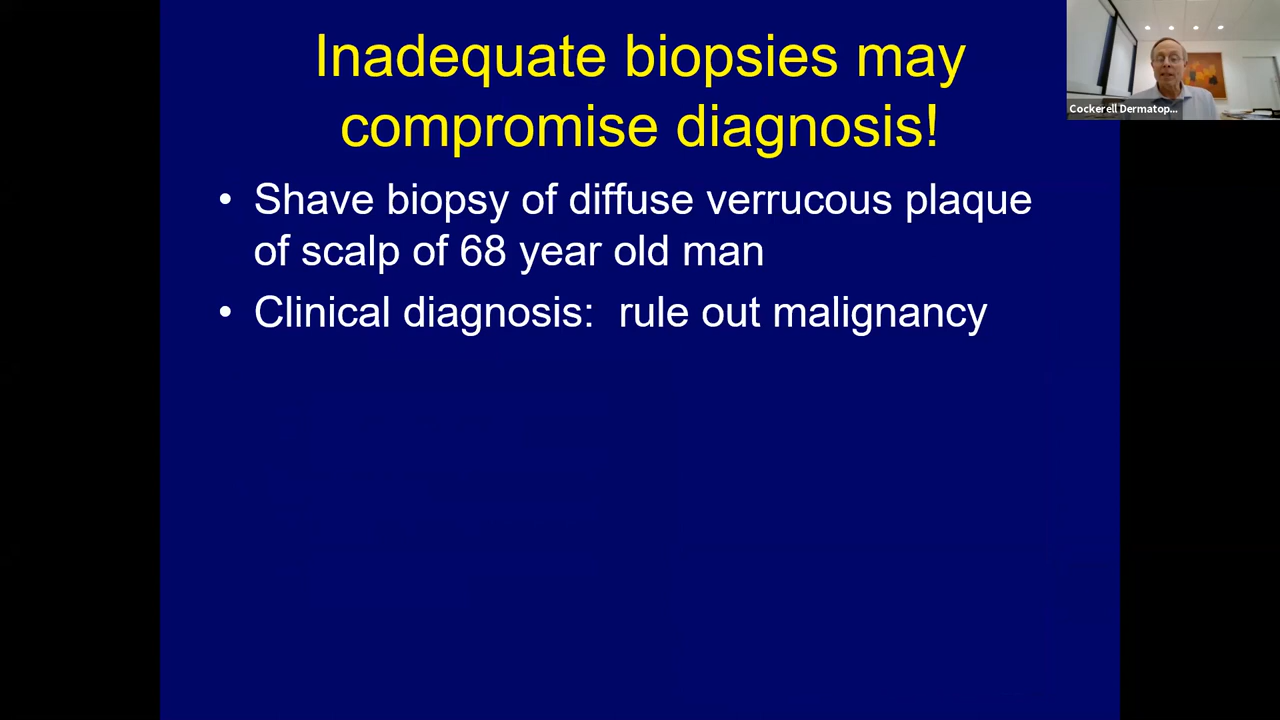 Inadequate biopsies may
compromise diagnosis!
• Shave biopsy of diffuse verrucous plaque
of scalp of 68 year old man
• Clinical diagnosis:  rule out malignancy
Cockerell Dermatop...